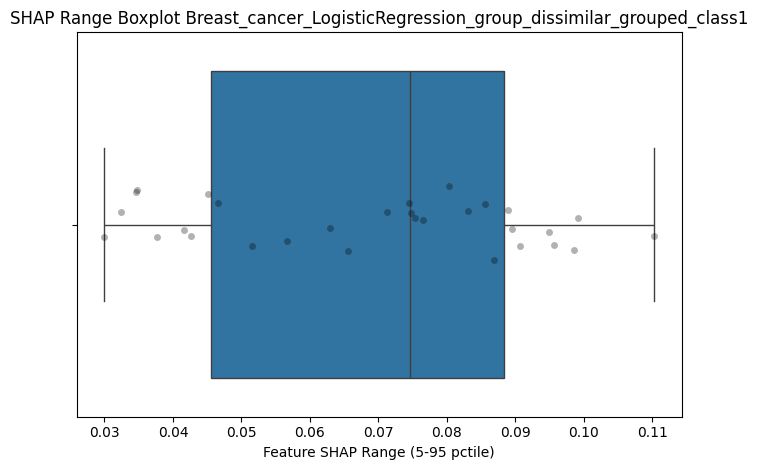 SHAP Range Boxplot Breast_cancer_LogisticRegression_group_dissimilar_grouped_class1
0.03 0.04 0.05 0.06 0.07 0.08 0.09 0.10 0.11
Feature SHAP Range (5-95 pctile)